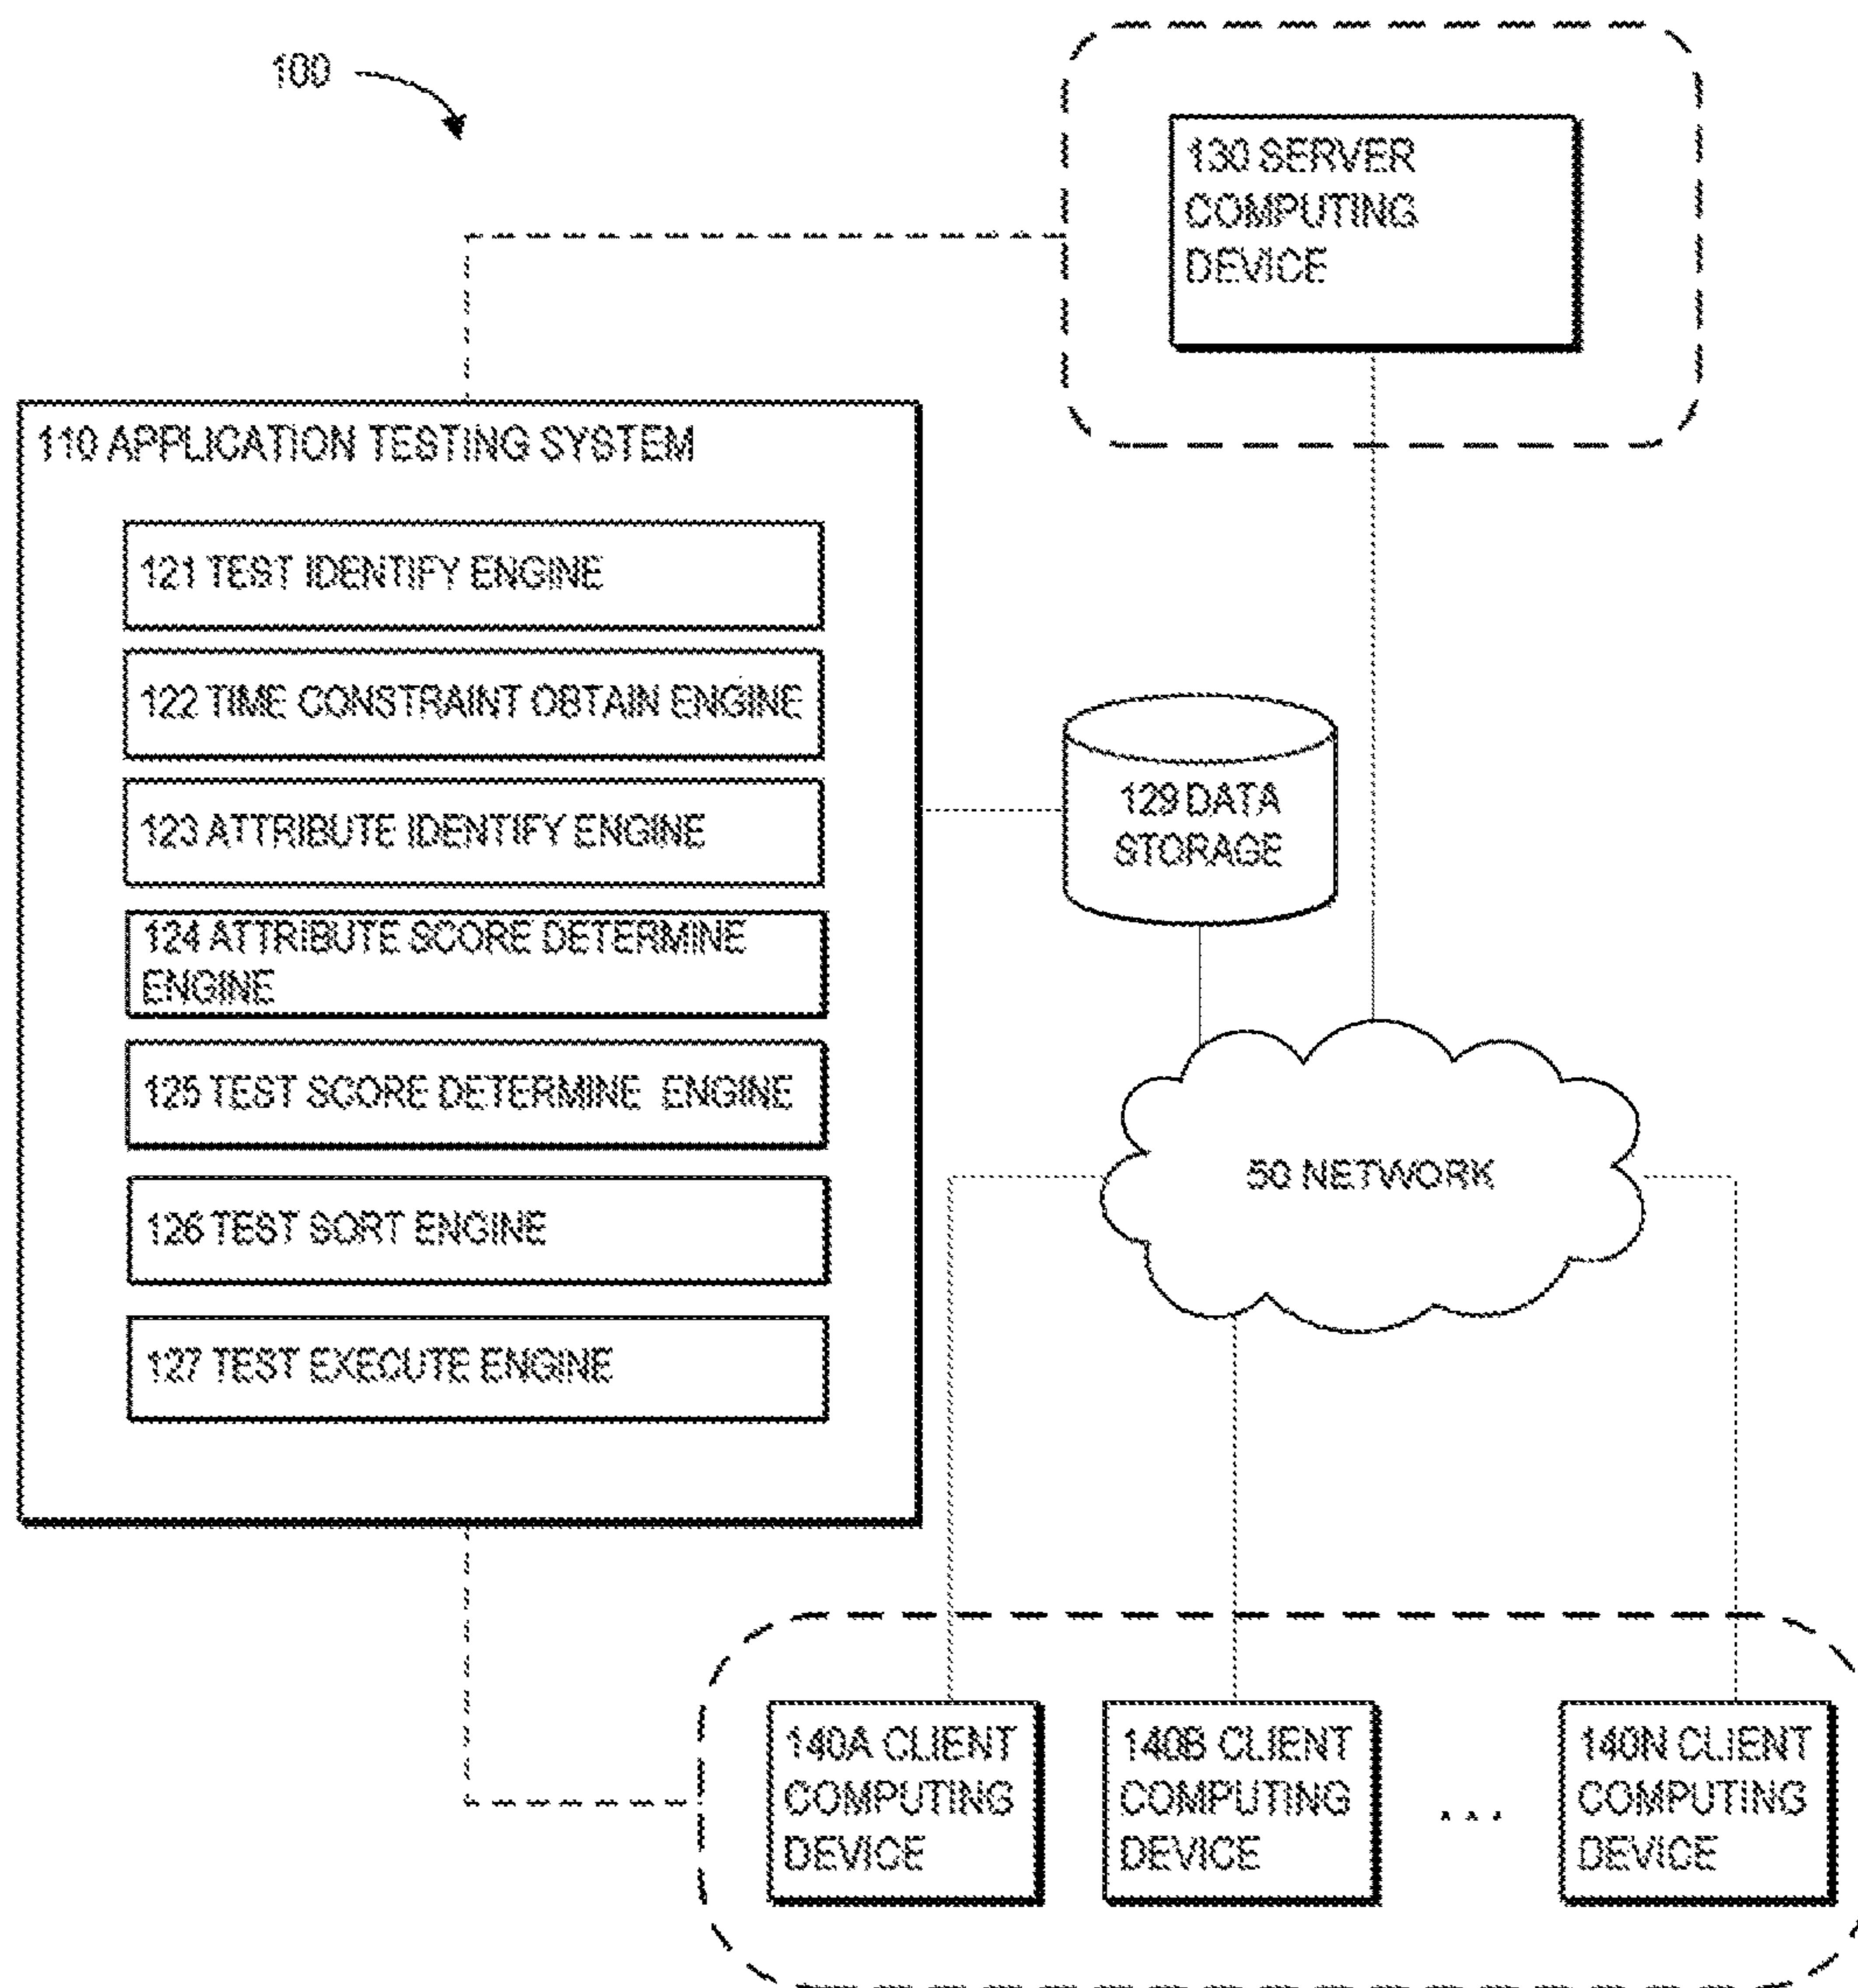 100
130 SERVER
COMPUTING
DEVICE
110 APPLICATION TESTING SYSTEM
121 TEST IDENTIFY ENGINE
122 TIME CONSTRAINT OBTAIN ENGINE
123 ATTRIBUTE IDENTIFY ENGINE
124 ATTRIBUTE SCORE DETERMINE
ENGINE
125 TEST SCORE DETERMINE ENGINE
126 TEST SORT ENGINE
127 TEST EXECUTE ENGINE
129 DATA
STORAGE
50 NETWORK
140A CLIENT
COMPUTING
DEVICE
140B CLIENT
COMPUTING
DEVICE
...
140N CLIENT
COMPUTING
DEVICE